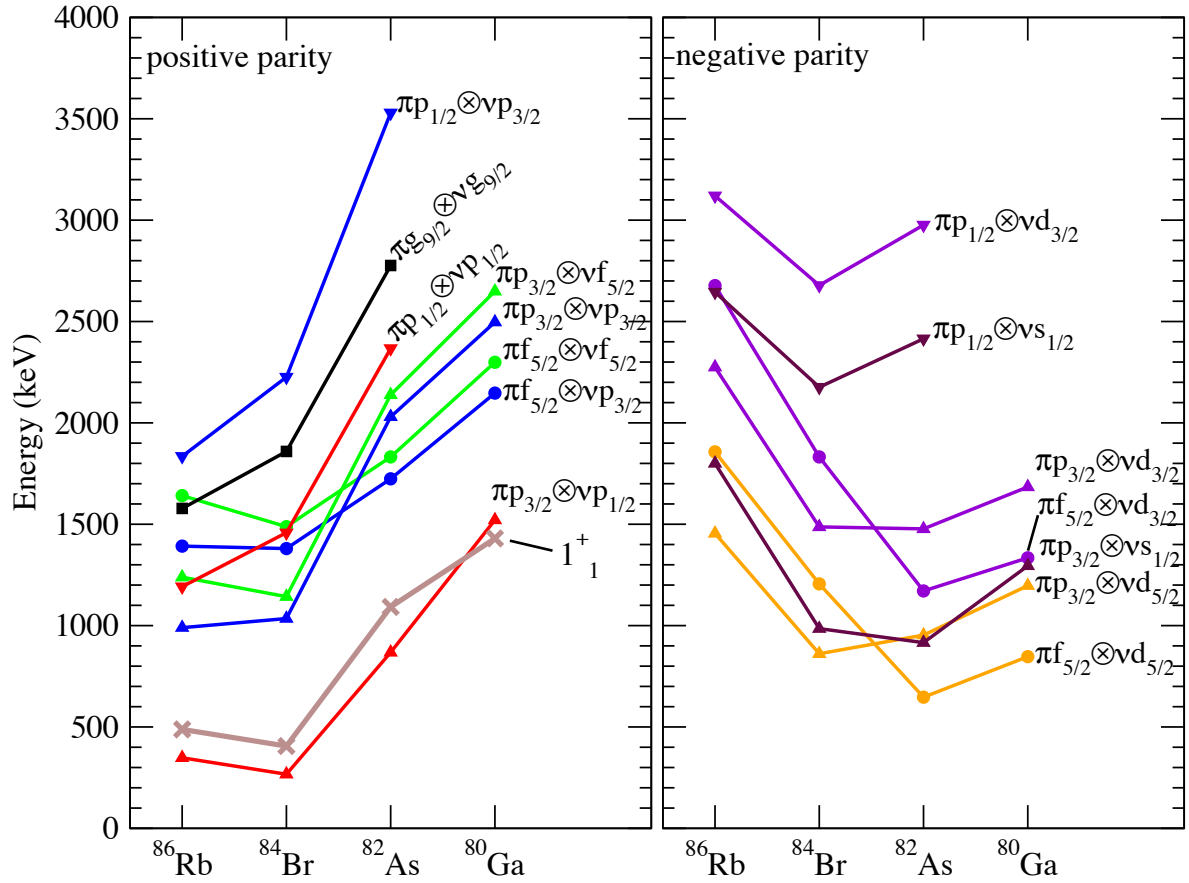 4000
positive parity
negative parity
πp1/2⊗νp3/2
3500
πg9/2⊕νg9/2
3000
πp1/2⊕νp1/2
πp3/2⊗νf5/2
2500
πp3/2⊗νp3/2
πf5/2⊗νf5/2
πf5/2⊗νp3/2
2000
1500
πp3/2⊗νp1/2
1+1
1000
500
0
Energy (keV)
πp1/2⊗νd3/2
πp1/2⊗νs1/2
πp3/2⊗νd3/2
πf5/2⊗νd3/2
πp3/2⊗νs1/2
πp3/2⊗νd5/2
πf5/2⊗νd5/2
86Rb 84Br 82As 80Ga
86Rb 84Br 82As 80Ga